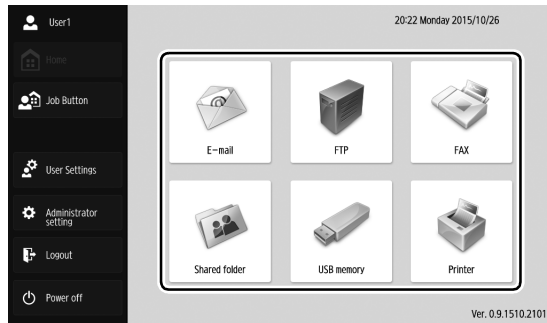 User1
20:22 Monday 2015/10/26
Home
Job Button
User Settings
Administrator
setting
Logout
Power off
@
E-mail
FTP
FAX
Shared folder
USB memory
Printer
Ver. 0.9.1510.2101